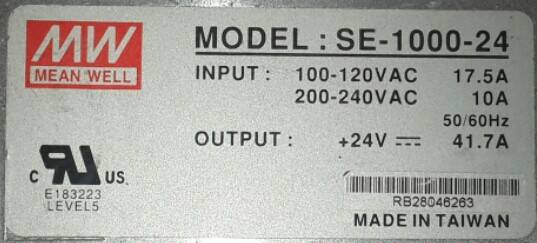 MW
MEAN WELL
MODEL : SE-1000-24
INPUT : 100-120VAC 17.5A
200-240VAC 10A
50/60Hz
OUTPUT : +24V 41.7A
C RU US.
E183223
LEVEL5
RB28046263
MADE IN TAIWAN